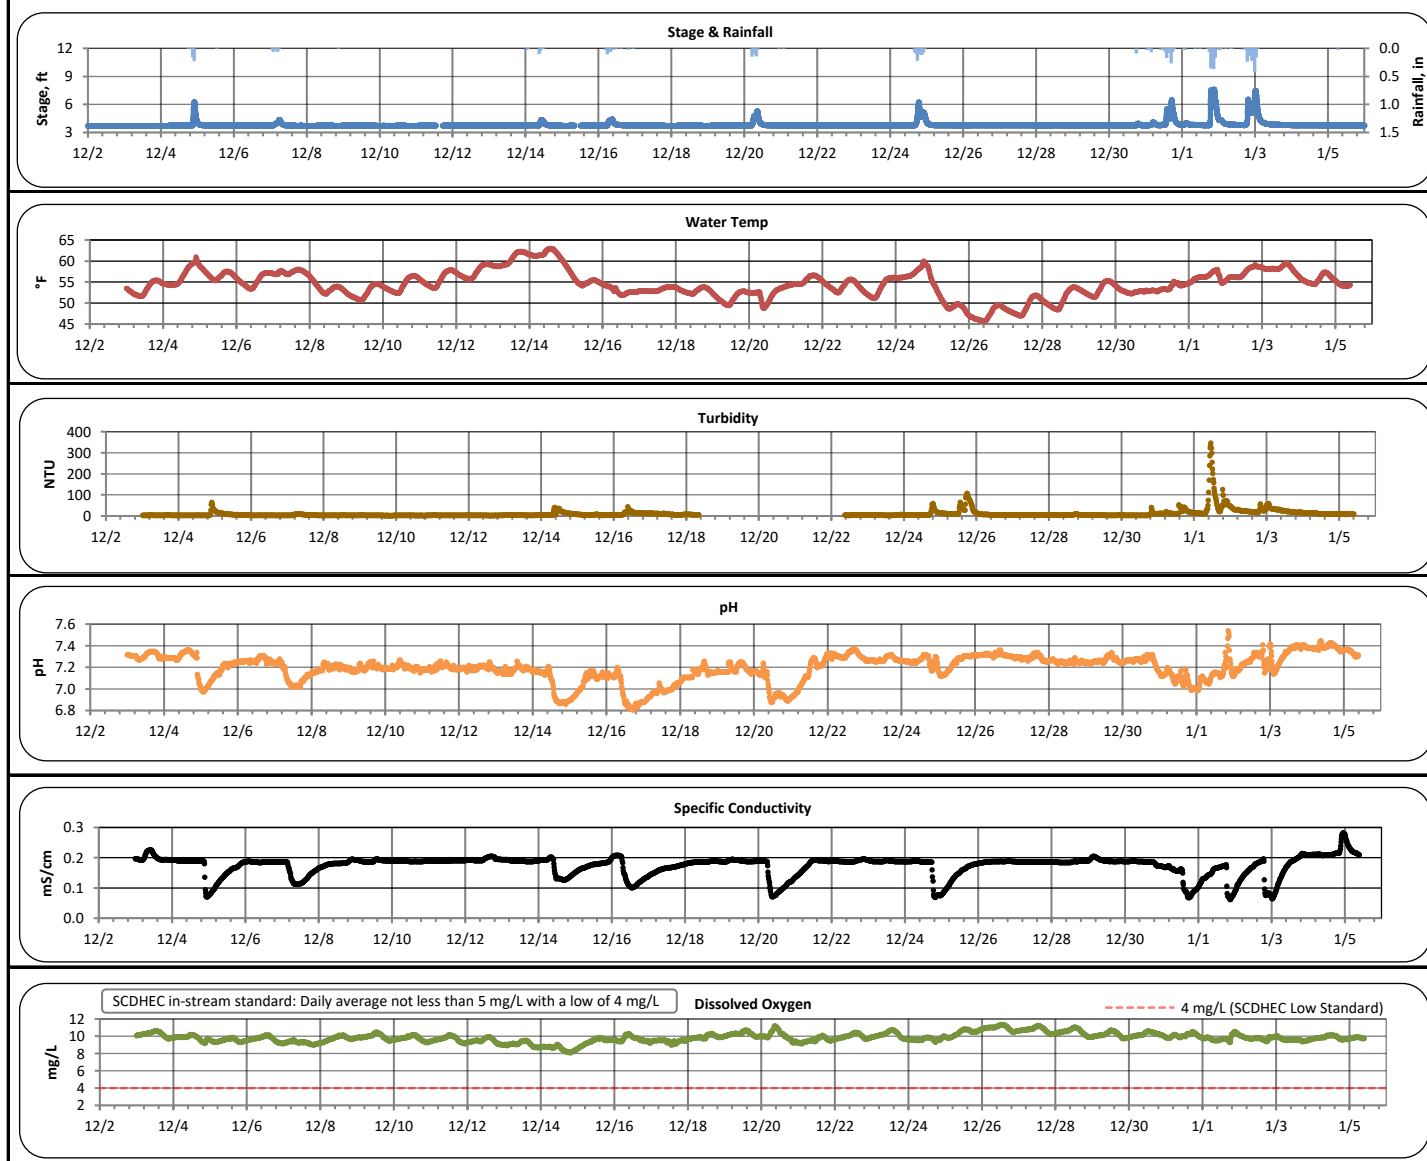 Stage & Rainfall
Stage, ft
12
9
6
3
0.0
0.5
1.0
1.5
Rainfall, in
12/2 12/4 12/6 12/8 12/10 12/12 12/14 12/16 12/18 12/20 12/22 12/24 12/26 12/28 12/30 1/1 1/3 1/5
Water Temp
°F
65
60
55
50
45
12/2 12/4 12/6 12/8 12/10 12/12 12/14 12/16 12/18 12/20 12/22 12/24 12/26 12/28 12/30 1/1 1/3 1/5
Turbidity
NTU
400
300
200
100
0
12/2 12/4 12/6 12/8 12/10 12/12 12/14 12/16 12/18 12/20 12/22 12/24 12/26 12/28 12/30 1/1 1/3 1/5
pH
pH
7.6
7.4
7.2
7.0
6.8
12/2 12/4 12/6 12/8 12/10 12/12 12/14 12/16 12/18 12/20 12/22 12/24 12/26 12/28 12/30 1/1 1/3 1/5
Specific Conductivity
mS/cm
0.3
0.2
0.1
0.0
12/2 12/4 12/6 12/8 12/10 12/12 12/14 12/16 12/18 12/20 12/22 12/24 12/26 12/28 12/30 1/1 1/3 1/5
SCDHEC in-stream standard: Daily average not less than 5 mg/L with a low of 4 mg/L
Dissolved Oxygen
4 mg/L (SCDHEC Low Standard)
mg/L
12
10
8
6
4
2
12/2 12/4 12/6 12/8 12/10 12/12 12/14 12/16 12/18 12/20 12/22 12/24 12/26 12/28 12/30 1/1 1/3 1/5